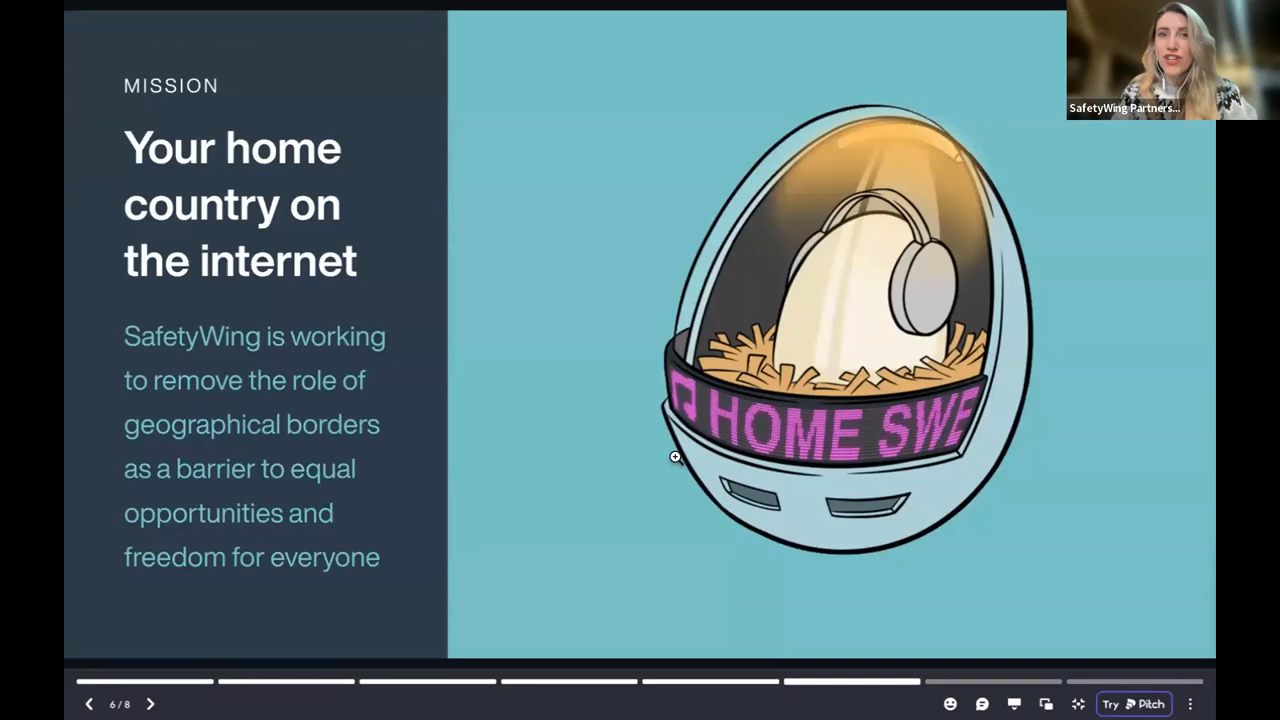 MISSION
Your home
country on
the internet
SafetyWing is working
to remove the role of
geographical borders
as a barrier to equal
opportunities and
freedom for everyone
HOME SWE
SafetyWing Partners...
6 / 8
Try Pitch